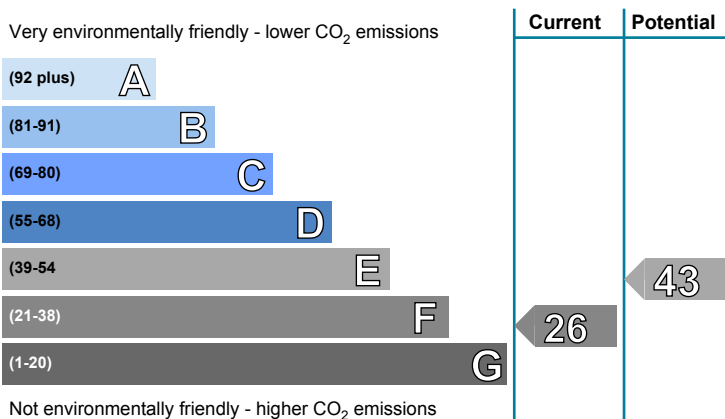 Very environmentally friendly - lower CO2 emissions
Current
Potential
(92 plus) A
(81-91) B
(69-80) C
(55-68) D
(39-54 E
43
(21-38) F
26
(1-20) G
Not environmentally friendly - higher CO2 emissions